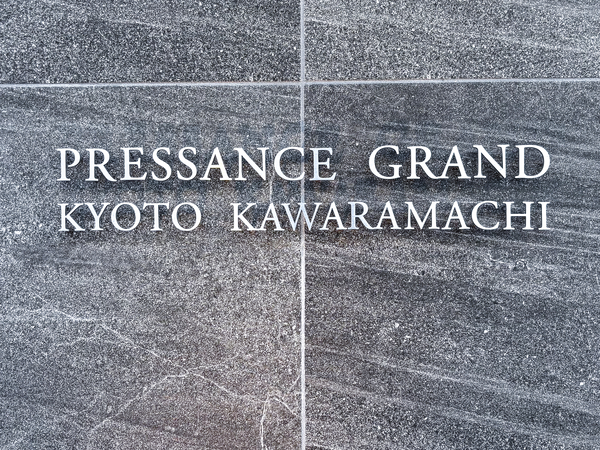 PRESSANCE GRAND
KYOTO KAWARAMACHI